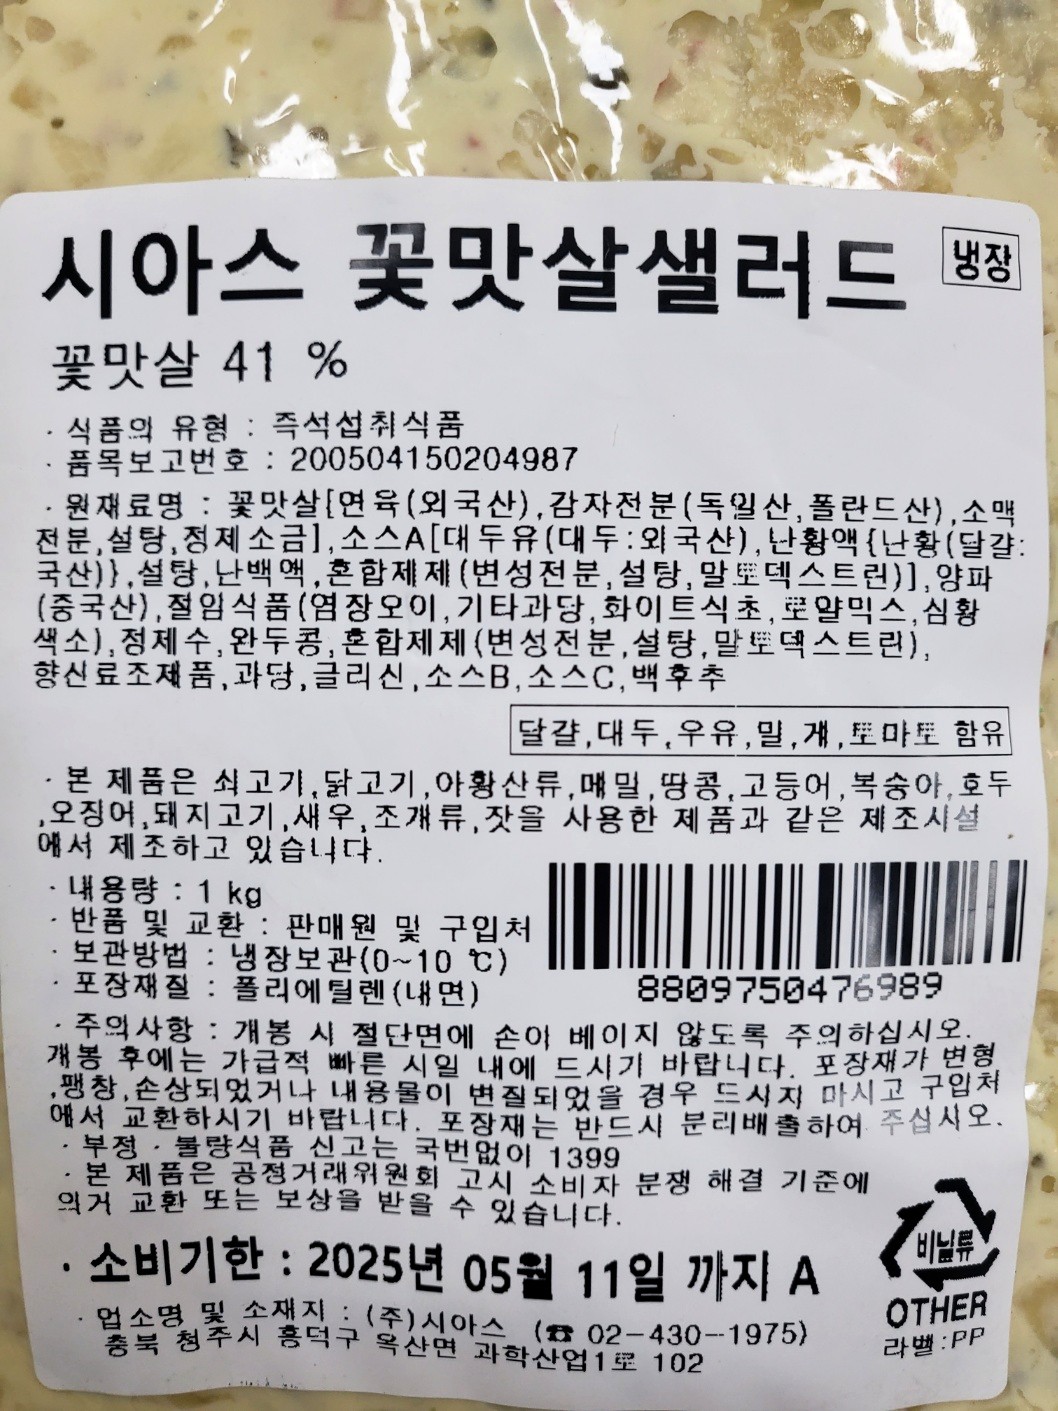 시아스 꽃맛살샐러드 냉장
꽃맛살 41 %
· 식품의 유형 : 즉석섭취식품
· 품목보고번호 : 200504150204987
· 원재료명 : 꽃맛살[연육(외국산),감자전분(독일산,폴란드산),소맥
전분,설탕,정제소금],소스A[대두유(대두:외국산),난황액{난황(달걀:
국산)},설탕,난백액,혼합제제(변성전분,설탕,말토덱스트린)],양파
(중국산),절임식품(염장오이,기타과당,화이트식초,로얄믹스,심황
색소),정제수,완두콩,혼합제제(변성전분,설탕,말토덱스트린),
향신료조제품,과당,글리신,소스B,소스C,백후추
달걀,대두,우유,밀,게,토마토 함유
· 본 제품은 쇠고기,닭고기,아황산류,메밀,땅콩,고등어,복숭아,호두
,오징어,돼지고기,새우,조개류,잣을 사용한 제품과 같은 제조시설
에서 제조하고 있습니다.
· 내용량 : 1 kg
· 반품 및 교환 : 판매원 및 구입처
· 보관방법 : 냉장보관(0~10 ℃)
· 포장재질 : 폴리에틸렌(내면)
8809750476989
· 주의사항 : 개봉 시 절단면에 손이 베이지 않도록 주의하십시오.
개봉 후에는 가급적 빠른 시일 내에 드시기 바랍니다. 포장재가 변형
,팽창,손상되었거나 내용물이 변질되었을 경우 드시지 마시고 구입처
에서 교환하시기 바랍니다. 포장재는 반드시 분리배출하여 주십시오.
· 부정 · 불량식품 신고는 국번없이 1399
· 본 제품은 공정거래위원회 고시 소비자 분쟁 해결 기준에
의거 교환 또는 보상을 받을 수 있습니다.
· 소비기한 : 2025년 05월 11일 까지 A
· 업소명 및 소재지 : (주)시아스 (☎ 02-430--1975)
충북 청주시 흥덕구 옥산면 과학산업1로 102
비닐류
OTHER
라벨:PP